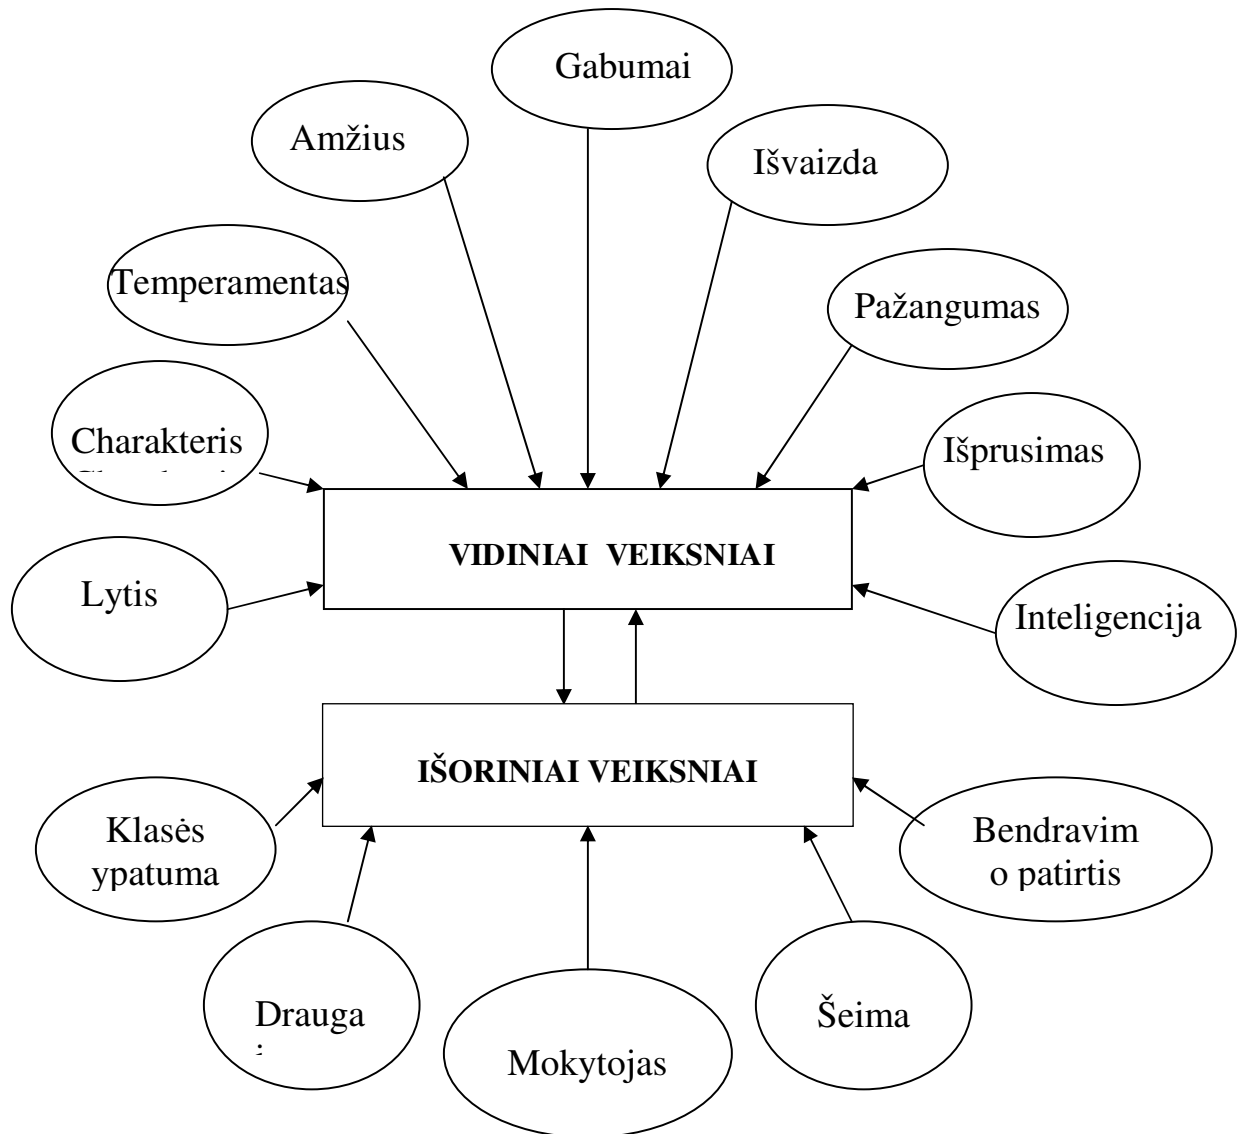 Gabumai
Amžius
Išvaizda
Temperamentas
Pažangumas
Charakteris
Išprusimas
VIDINIAI VEIKSNIAI
Lytis
Inteligencija
IŠORINIAI VEIKSNIAI
Klasės
ypatuma
Bendravim
o patirtis
Drauga
i
Mokytojas
Šeima